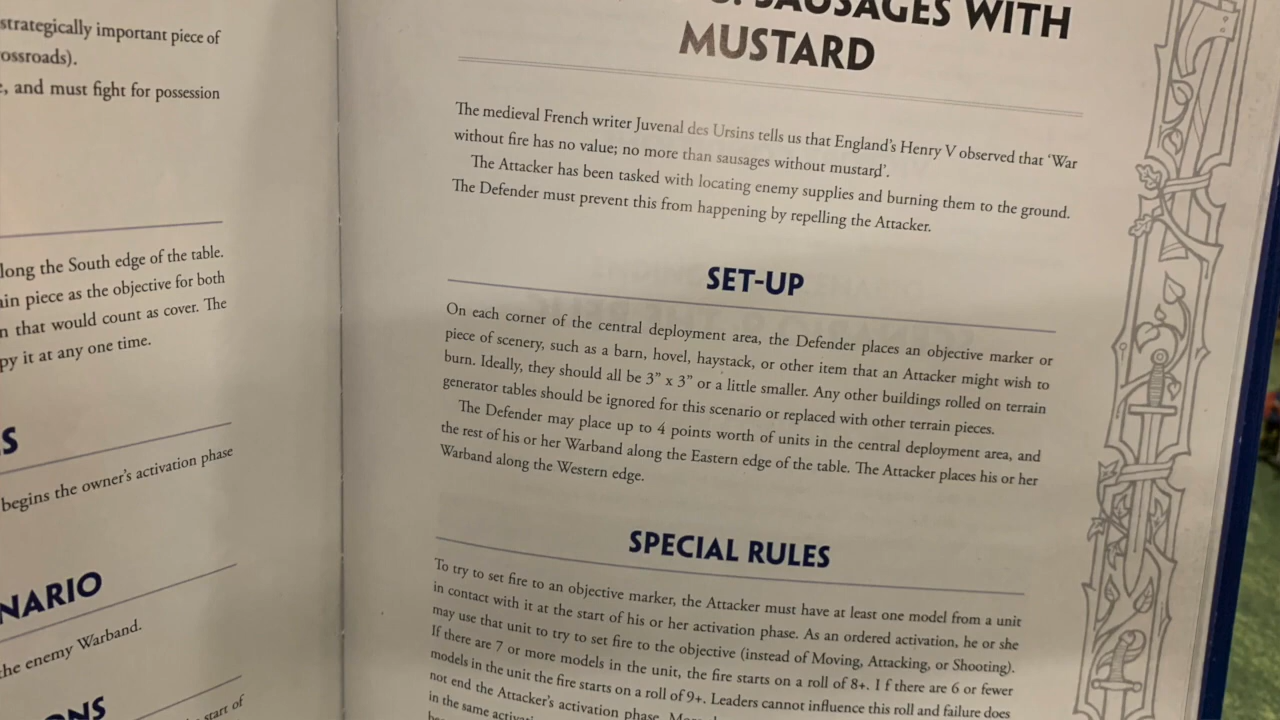 strategically important piece of
ossroads).
, and must fight for possession
long the South edge of the table.
in piece as the objective for both
that would count as cover. The
py it at any one time.
S
begins the owner's activation phase
NARIO
the enemy Warband.
ONS
start of
SAUSAGES WITH
MUSTARD
The medieval French writer Juvenal des Ursins tells us that England's Henry V observed that 'War
without fire has no value; no more than sausages without mustard'.
The Attacker has been tasked with locating enemy supplies and burning them to the ground.
The Defender must prevent this from happening by repelling the Attacker.
SET-UP
On each corner of the central deployment area, the Defender places an objective marker or
piece of scenery, such as a barn, hovel, haystack, or other item that an Attacker might wish to
burn. Ideally, they should all be 3" x 3" or a little smaller. Any other buildings rolled on terrain
generator tables should be ignored for this scenario or replaced with other terrain pieces.
The Defender may place up to 4 points worth of units in the central deployment area, and
the rest of his or her Warband along the Eastern edge of the table. The Attacker places his or her
Warband along the Western edge.
SPECIAL RULES
To try to set fire to an objective marker, the Attacker must have at least one model from a unit
in contact with it at the start of his or her activation phase. As an ordered activation, he or she
may use that unit to try to set fire to the objective (instead of Moving, Attacking, or Shooting).
If there are 7 or more models in the unit, the fire starts on a roll of 8+. I f there are 6 or fewer
models in the unit the fire starts on a roll of 9+. Leaders cannot influence this roll and failure does
not end the Attacker's activation phase.
in the same